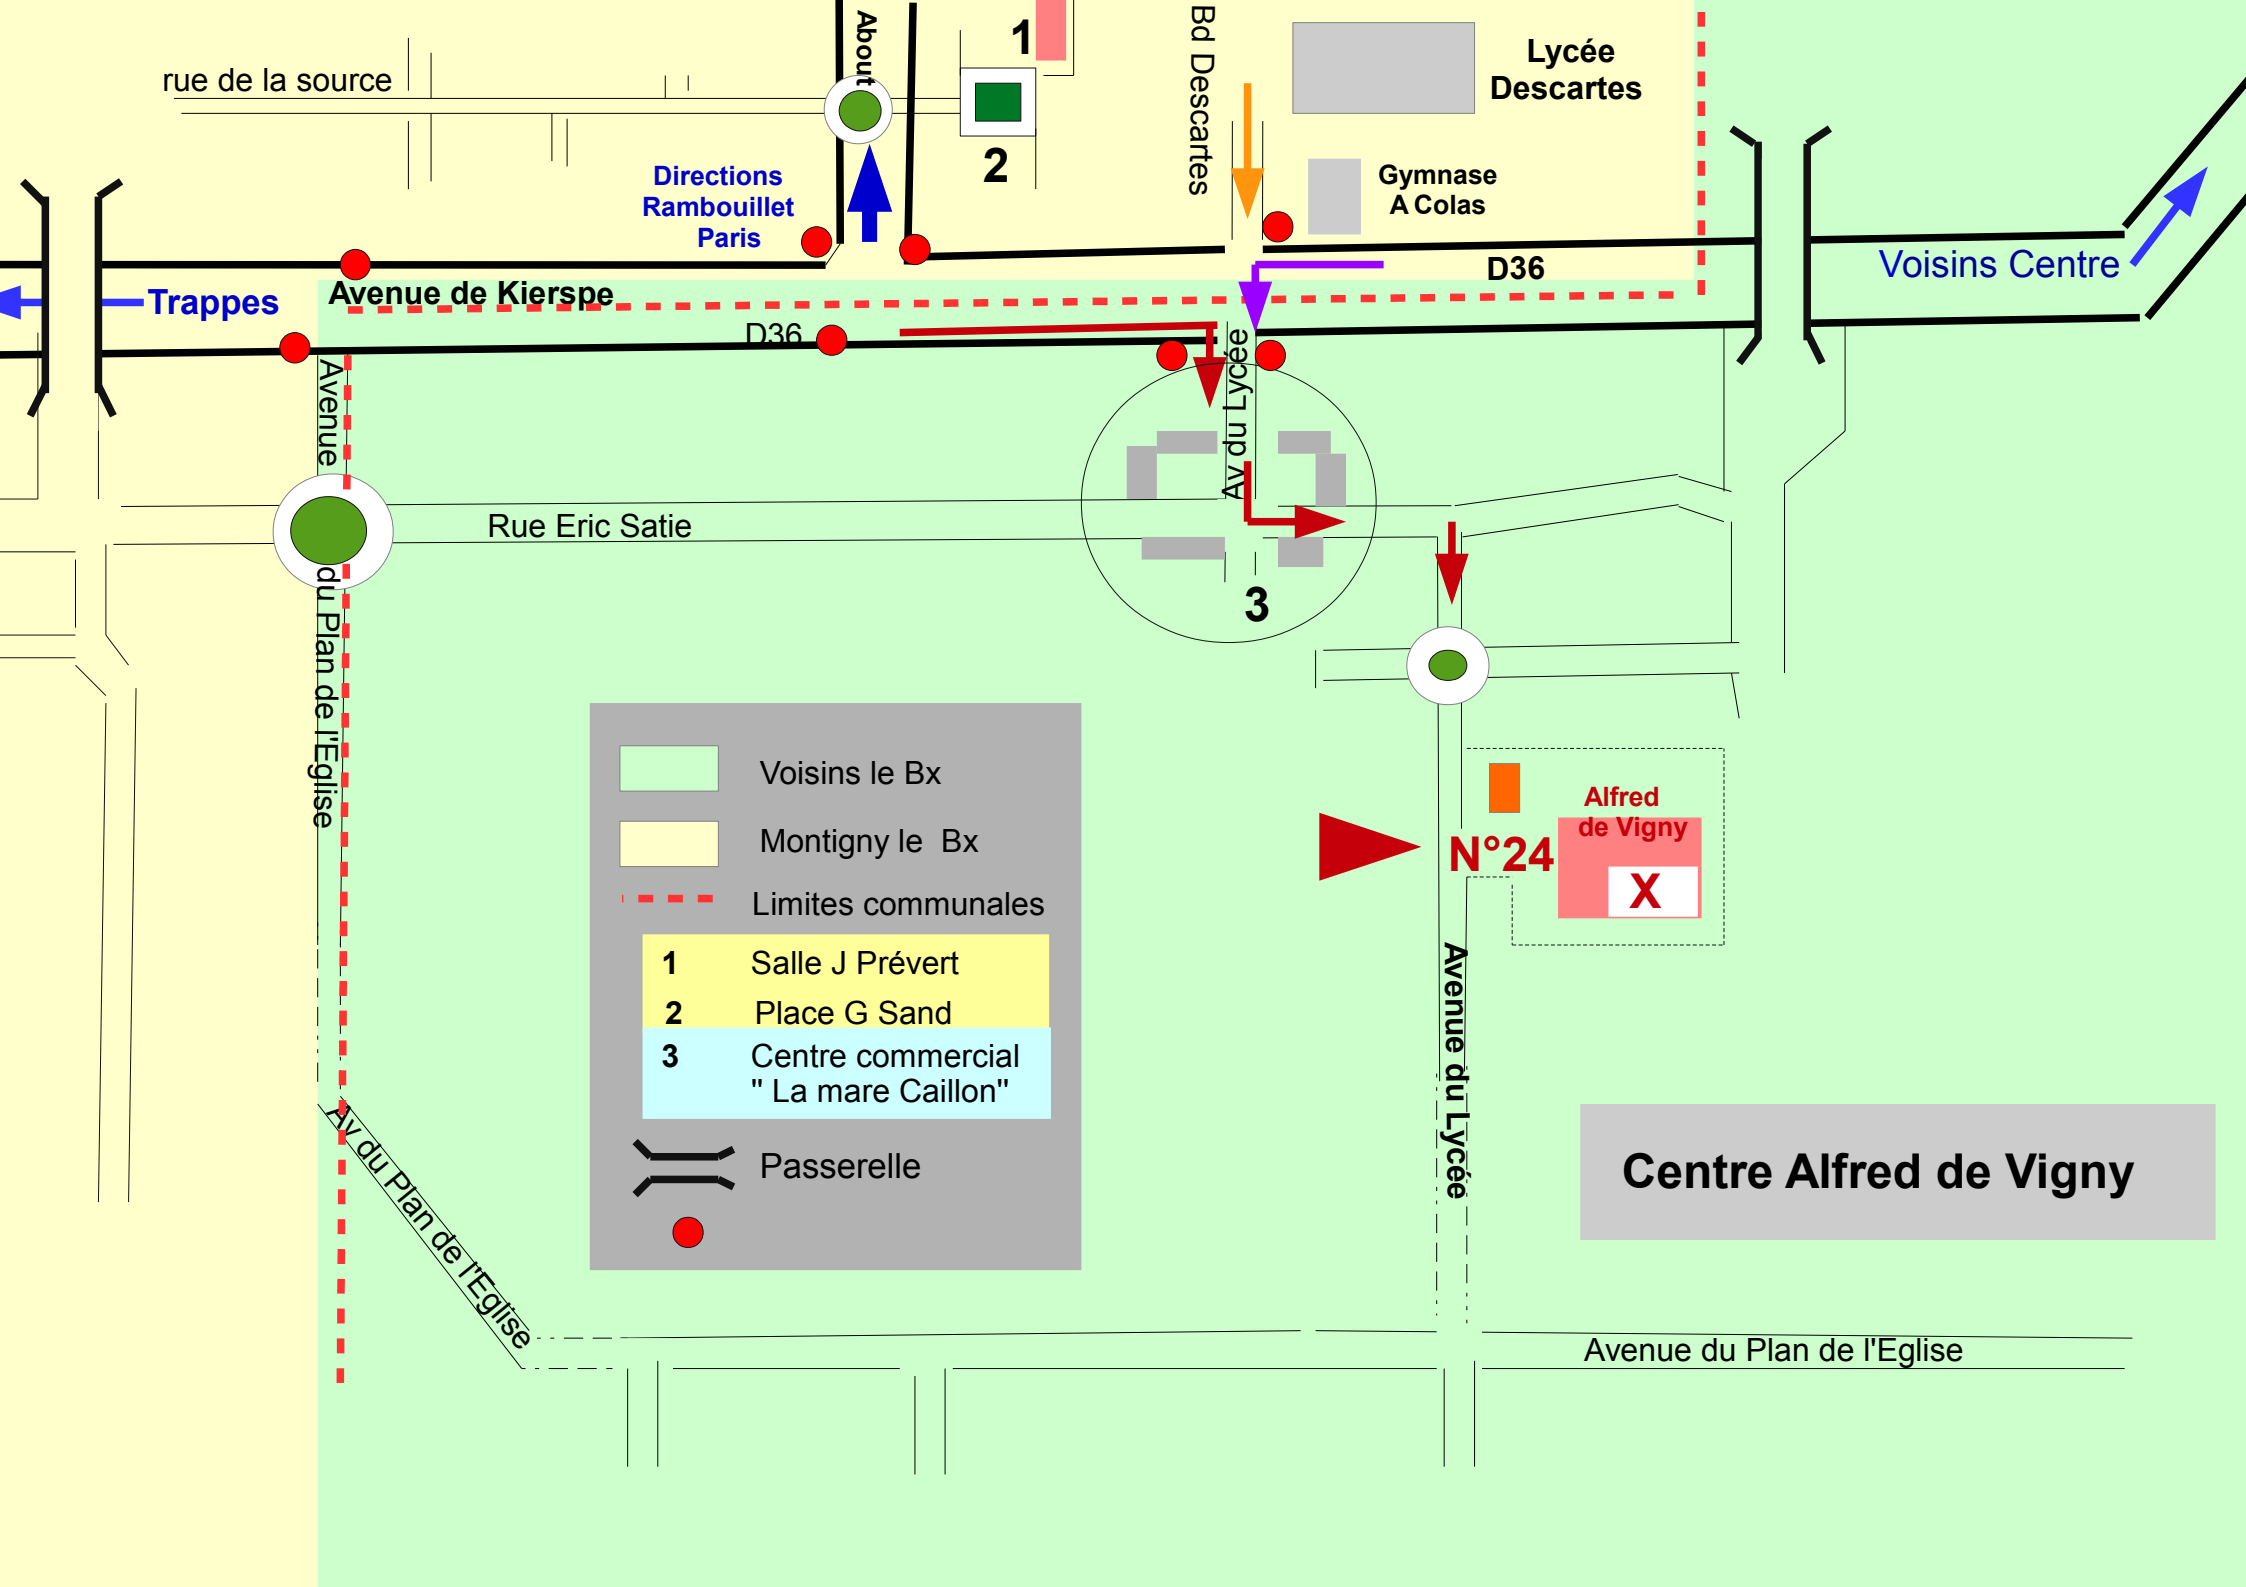 About
1
Bd Descartes
Lycée
Descartes
rue de la source
2
Directions
Rambouillet
Paris
Gymnase
A Colas
Voisins Centre
D36
Trappes
Avenue de Kierspe
D36
Av du Lycée
Avenue
Rue Eric Satie
3
du Plan de l'Eglise
Voisins le Bx
Montigny le Bx
Limites communales
1 Salle J Prévert
2 Place G Sand
3 Centre commercial
" La mare Caillon"
Passerelle
Alfred
de Vigny
N°24
X
Avenue du Lycée
Centre Alfred de Vigny
Av du Plan de l'Eglise
Avenue du Plan de l'Eglise